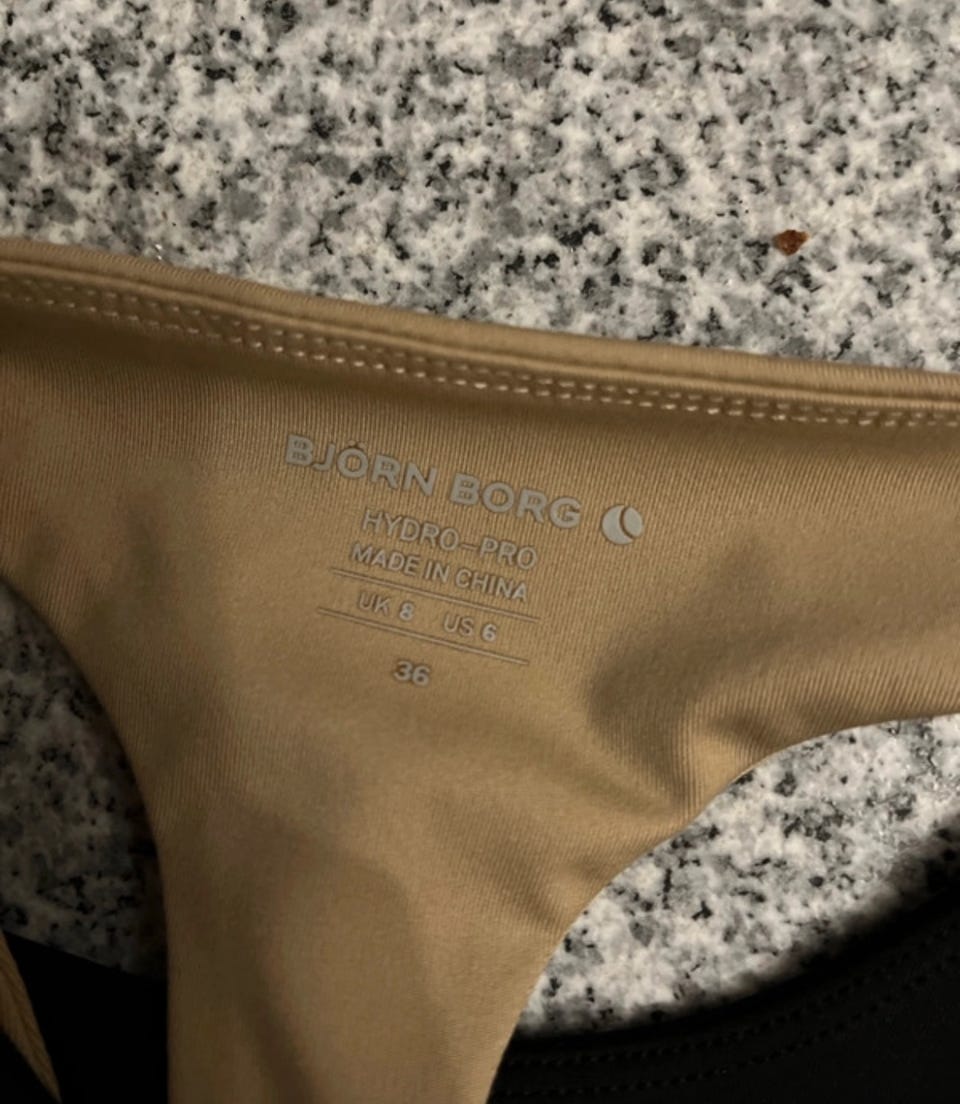 BJÖRN BORG
HYDRO-PRO
MADE IN CHINA
UK 8 US 6
36